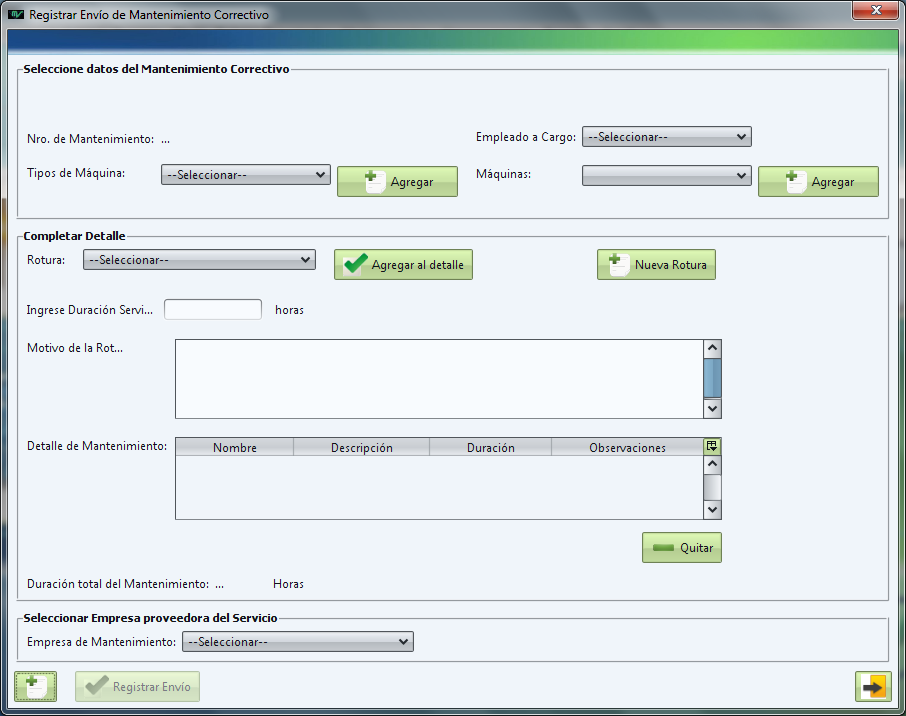 Registrar Envío de Mantenimiento Correctivo
Seleccione datos del Mantenimiento Correctivo
Nro. de Mantenimiento: ...
Empleado a Cargo: --Seleccionar--
Tipos de Máquina: --Seleccionar-- Agregar
Máquinas: Agregar
Completar Detalle
Rotura: --Seleccionar-- Agregar al detalle Nueva Rotura
Ingrese Duración Servi... horas
Motivo de la Rot...
Detalle de Mantenimiento: Nombre Descripción Duración Observaciones
Quitar
Duración total del Mantenimiento: ... Horas
Seleccionar Empresa proveedora del Servicio
Empresa de Mantenimiento: --Seleccionar--
Registrar Envío